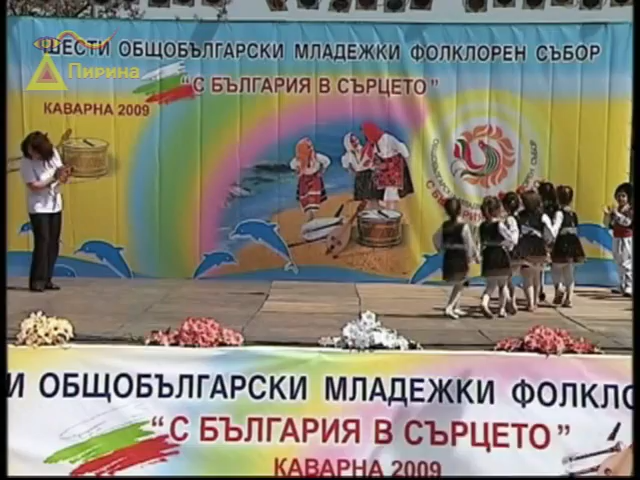 ШЕСТИ ОБЩОБЪЛГАРСКИ МЛАДЕЖКИ ФОЛКЛОРЕН СЪБОР
Пирина
"С БЪЛГАРИЯ В СЪРЦЕТО"
КАВАРНА 2009
И ОБЩОБЪЛГАРСКИ МЛАДЕЖКИ ФОЛКЛО
"С БЪЛГАРИЯ В СЪРЦЕТО"
КАВАРНА 2009